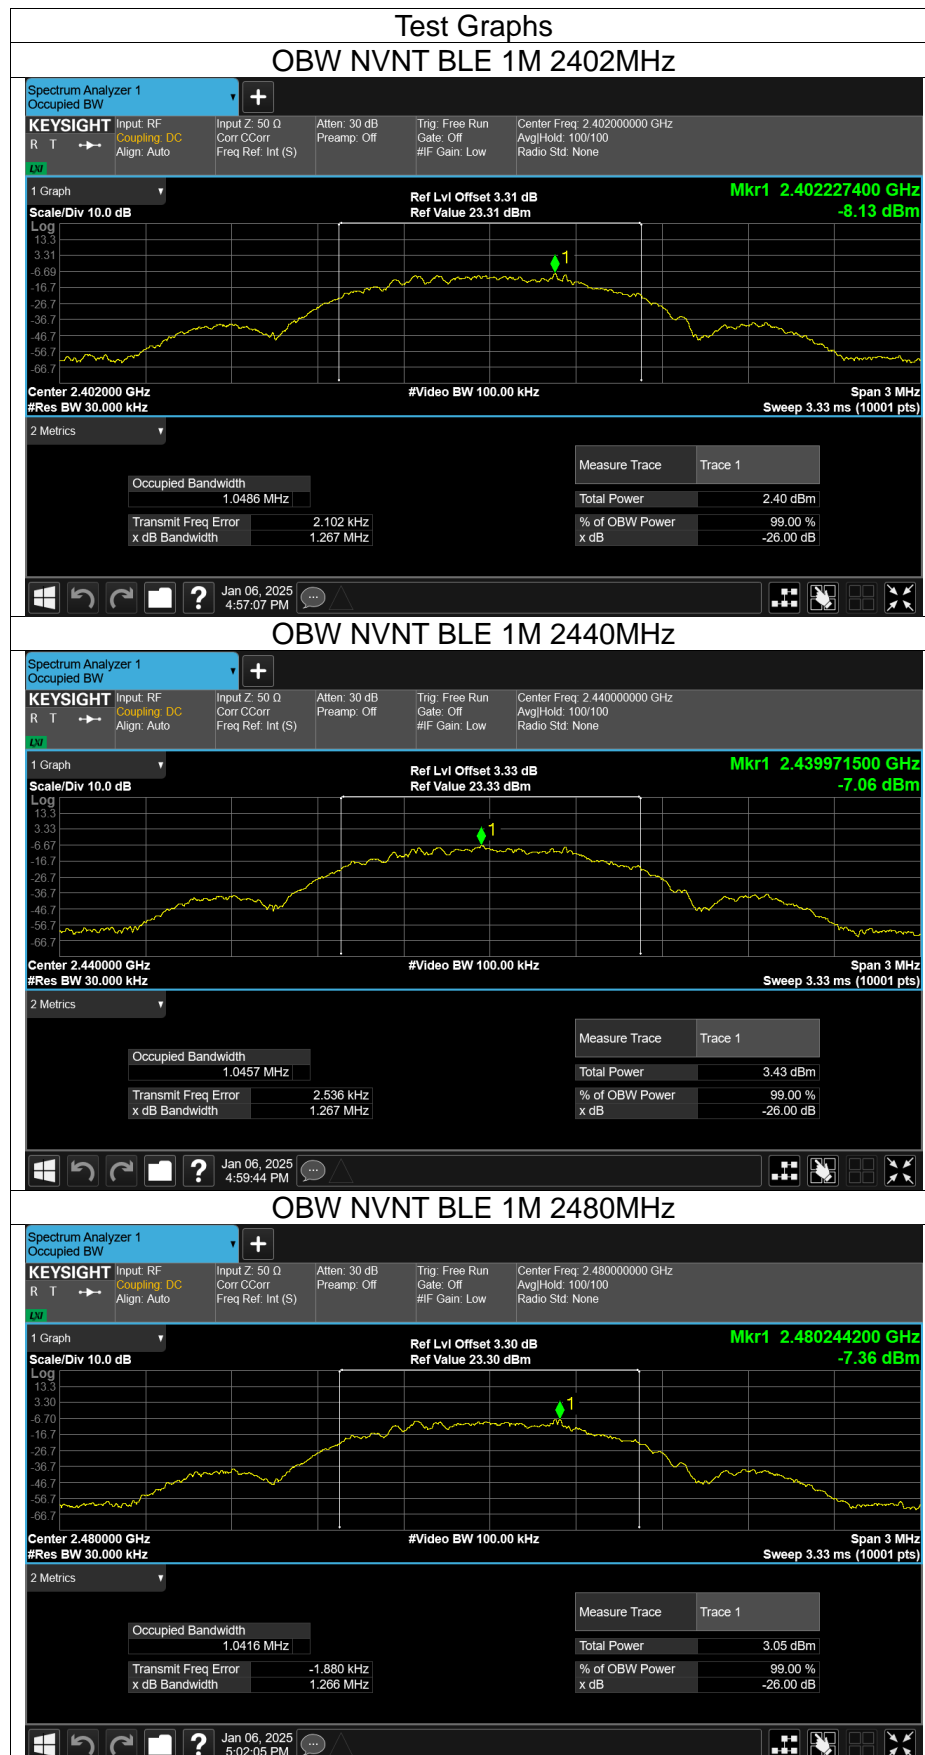 Test Graphs
OBW NVNT BLE 1M 2402MHz
Spectrum Analyzer 1
Occupied BW
KEYSIGHT Input: RF Input Z: 50 Ω Atten: 30 dB Trig: Free Run Center Freq: 2.402000000 GHz
R T Coupling: DC Corr CCorr Preamp: Off Gate: Off Avg|Hold: 100/100
Align: Auto Freq Ref: Int (S) #IF Gain: Low Radio Std: None
LXI
1 Graph Ref Lvl Offset 3.31 dB Mkr1 2.402227400 GHz
Scale/Div 10.0 dB Ref Value 23.31 dBm -8.13 dBm
Log
13.3
3.31
1
-6.69
-16.7
-26.7
-36.7
-46.7
-56.7
-66.7
Center 2.402000 GHz #Video BW 100.00 kHz Span 3 MHz
#Res BW 30.000 kHz Sweep 3.33 ms (10001 pts)
2 Metrics
Measure Trace Trace 1
Occupied Bandwidth
1.0486 MHz Total Power 2.40 dBm
Transmit Freq Error 2.102 kHz % of OBW Power 99.00 %
x dB Bandwidth 1.267 MHz x dB -26.00 dB
Jan 06, 2025
4:57:07 PM
OBW NVNT BLE 1M 2440MHz
Spectrum Analyzer 1
Occupied BW
KEYSIGHT Input: RF Input Z: 50 Ω Atten: 30 dB Trig: Free Run Center Freq: 2.440000000 GHz
R T Coupling: DC Corr CCorr Preamp: Off Gate: Off Avg|Hold: 100/100
Align: Auto Freq Ref: Int (S) #IF Gain: Low Radio Std: None
LXI
1 Graph Ref Lvl Offset 3.33 dB Mkr1 2.439971500 GHz
Scale/Div 10.0 dB Ref Value 23.33 dBm -7.06 dBm
Log
13.3
3.33
1
-6.67
-16.7
-26.7
-36.7
-46.7
-56.7
-66.7
Center 2.440000 GHz #Video BW 100.00 kHz Span 3 MHz
#Res BW 30.000 kHz Sweep 3.33 ms (10001 pts)
2 Metrics
Measure Trace Trace 1
Occupied Bandwidth
1.0457 MHz Total Power 3.43 dBm
Transmit Freq Error 2.536 kHz % of OBW Power 99.00 %
x dB Bandwidth 1.267 MHz x dB -26.00 dB
Jan 06, 2025
4:59:44 PM
OBW NVNT BLE 1M 2480MHz
Spectrum Analyzer 1
Occupied BW
KEYSIGHT Input: RF Input Z: 50 Ω Atten: 30 dB Trig: Free Run Center Freq: 2.480000000 GHz
R T Coupling: DC Corr CCorr Preamp: Off Gate: Off Avg|Hold: 100/100
Align: Auto Freq Ref: Int (S) #IF Gain: Low Radio Std: None
LXI
1 Graph Ref Lvl Offset 3.30 dB Mkr1 2.480244200 GHz
Scale/Div 10.0 dB Ref Value 23.30 dBm -7.36 dBm
Log
13.3
3.30
1
-6.70
-16.7
-26.7
-36.7
-46.7
-56.7
-66.7
Center 2.480000 GHz #Video BW 100.00 kHz Span 3 MHz
#Res BW 30.000 kHz Sweep 3.33 ms (10001 pts)
2 Metrics
Measure Trace Trace 1
Occupied Bandwidth
1.0416 MHz Total Power 3.05 dBm
Transmit Freq Error -1.880 kHz % of OBW Power 99.00 %
x dB Bandwidth 1.266 MHz x dB -26.00 dB
Jan 06, 2025
5:02:05 PM